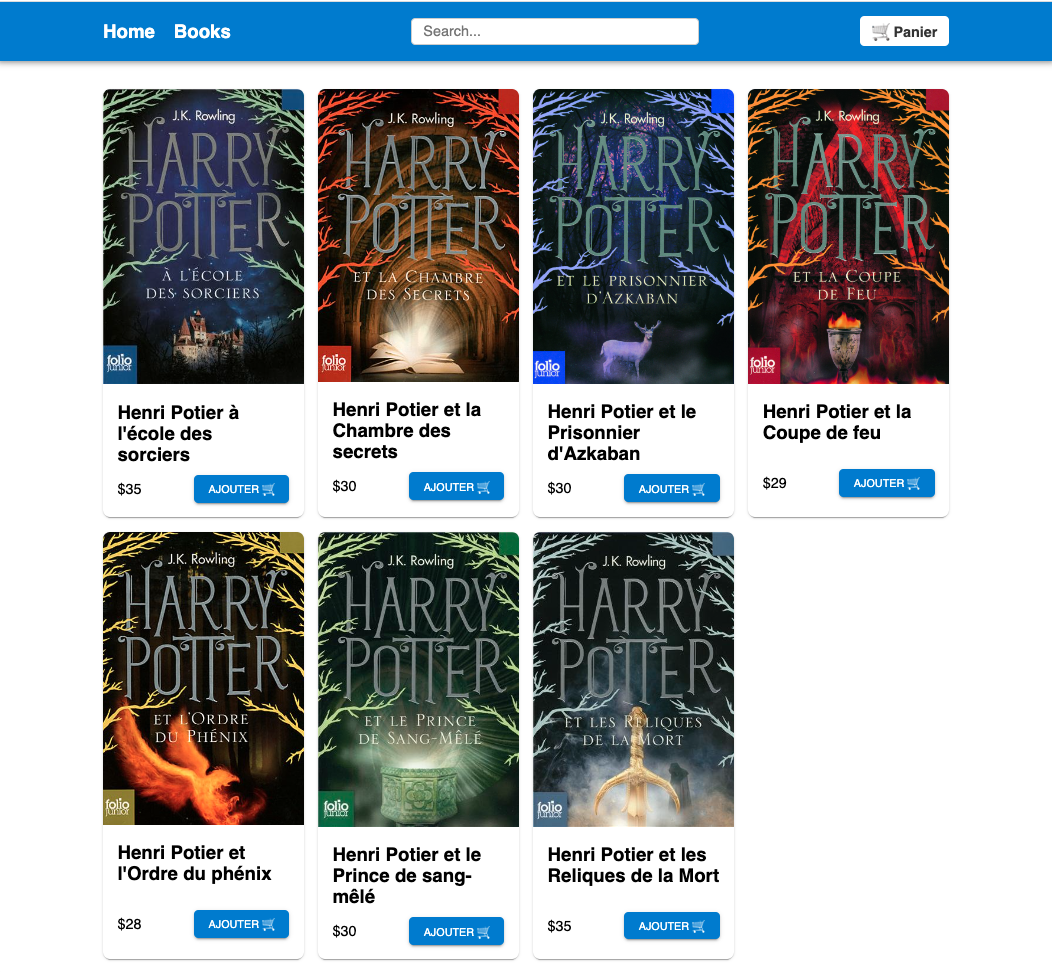 Home Books Search... 🛒 Panier
J.K. Rowling
HARRY
POTTER
À L'ÉCOLE
DES SORCIERS
folio
junior
Henri Potier à
l'école des
sorciers
$35 AJOUTER 🛒
J.K. Rowling
HARRY
POTTER
ET LA CHAMBRE
DES SECRETS
folio
junior
Henri Potier et la
Chambre des
secrets
$30 AJOUTER 🛒
J.K. Rowling
HARRY
POTTER
ET LE PRISONNIER
D'AZKABAN
folio
junior
Henri Potier et le
Prisonnier
d'Azkaban
$30 AJOUTER 🛒
J.K. Rowling
HARRY
POTTER
ET LA COUPE
DE FEU
folio
junior
Henri Potier et la
Coupe de feu
$29 AJOUTER 🛒
J.K. Rowling
HARRY
POTTER
ET L'ORDRE
DU PHÉNIX
folio
junior
Henri Potier et
l'Ordre du phénix
$28 AJOUTER 🛒
J.K. Rowling
HARRY
POTTER
ET LE PRINCE
DE SANG-MÊLÉ
folio
junior
Henri Potier et le
Prince de sang-
mêlé
$30 AJOUTER 🛒
J.K. Rowling
HARRY
POTTER
ET LES RELIQUES
DE LA MORT
folio
junior
Henri Potier et les
Reliques de la Mort
$35 AJOUTER 🛒